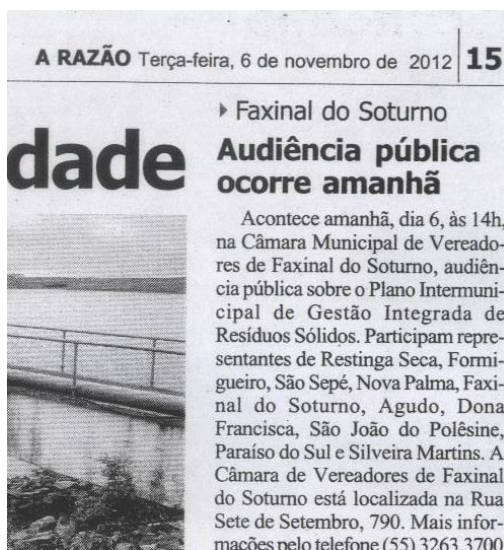 A RAZÃO Terça-feira, 6 de novembro de 2012 15
dade
Faxinal do Soturno
Audiência pública
ocorre amanhã
Acontece amanhã, dia 6, às 14h,
na Câmara Municipal de Vereado-
res de Faxinal do Soturno, audiên-
cia pública sobre o Plano Intermuni-
cipal de Gestão Integrada de
Resíduos Sólidos. Participam repre-
sentantes de Restinga Seca, Formi-
gueiro, São Sepé, Nova Palma, Faxi-
nal do Soturno, Agudo, Dona
Francisca, São João do Polêsine,
Paraíso do Sul e Silveira Martins. A
Câmara de Vereadores de Faxinal
do Soturno está localizada na Rua
Sete de Setembro, 790. Mais infor-
mações pelo telefone (55) 3263 3700